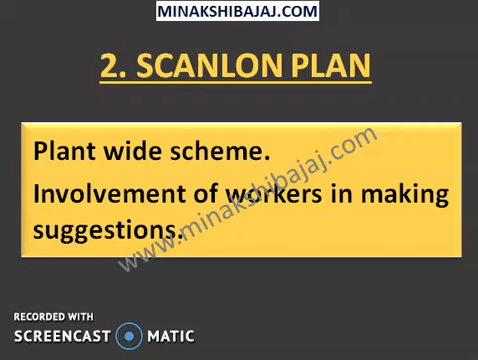 MINAKSHIBAJAJ.COM
2. SCANLON PLAN
Plant wide scheme.
Involvement of workers in making
suggestions.
www.minakshibajaj.com
RECORDED WITH
SCREENCAST MATIC